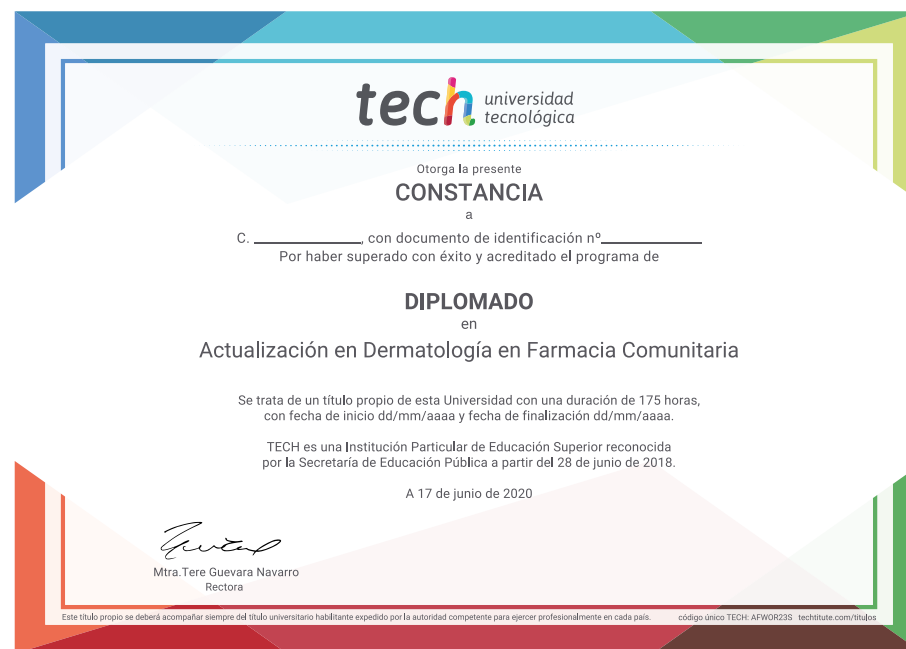 tech universidad
tecnológica
Otorga la presente
CONSTANCIA
a
C. ____________, con documento de identificación nº____________
Por haber superado con éxito y acreditado el programa de
DIPLOMADO
en
Actualización en Dermatología en Farmacia Comunitaria
Se trata de un título propio de esta Universidad con una duración de 175 horas,
con fecha de inicio dd/mm/aaaa y fecha de finalización dd/mm/aaaa.
TECH es una Institución Particular de Educación Superior reconocida
por la Secretaría de Educación Pública a partir del 28 de junio de 2018.
A 17 de junio de 2020
Mtra.Tere Guevara Navarro
Rectora
Este título propio se deberá acompañar siempre del título universitario habilitante expedido por la autoridad competente para ejercer profesionalmente en cada país. código único TECH: AFWOR23S techtitute.com/titulos